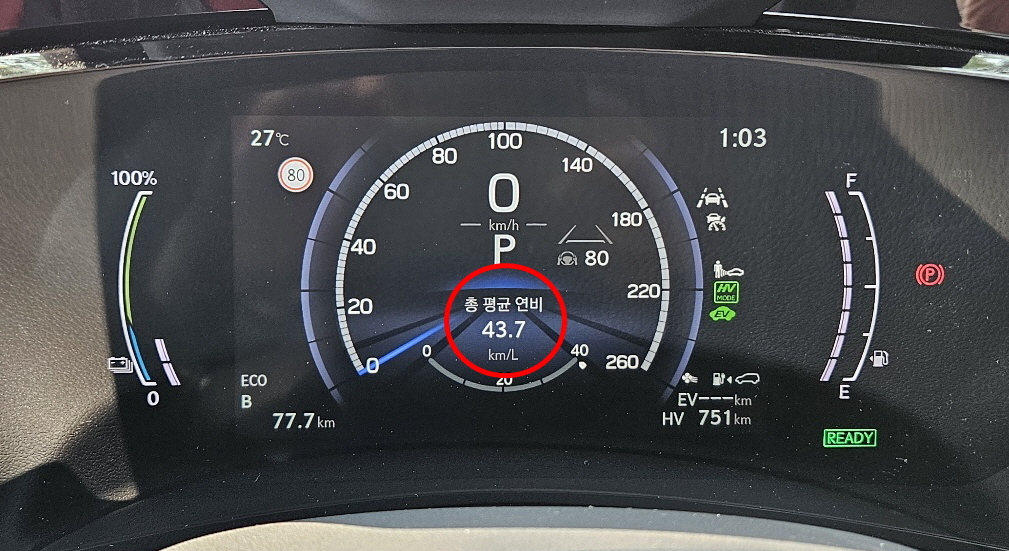 27℃
1:03
80
100%
0
ECO
B
77.7 km
0
20
40
60
80
100
140
180
220
260
0
km/h
P
80
총 평균 연비
43.7
km/L
0
20
40
HV
MODE
EV
EV---km
HV 751km
F
E
P
READY